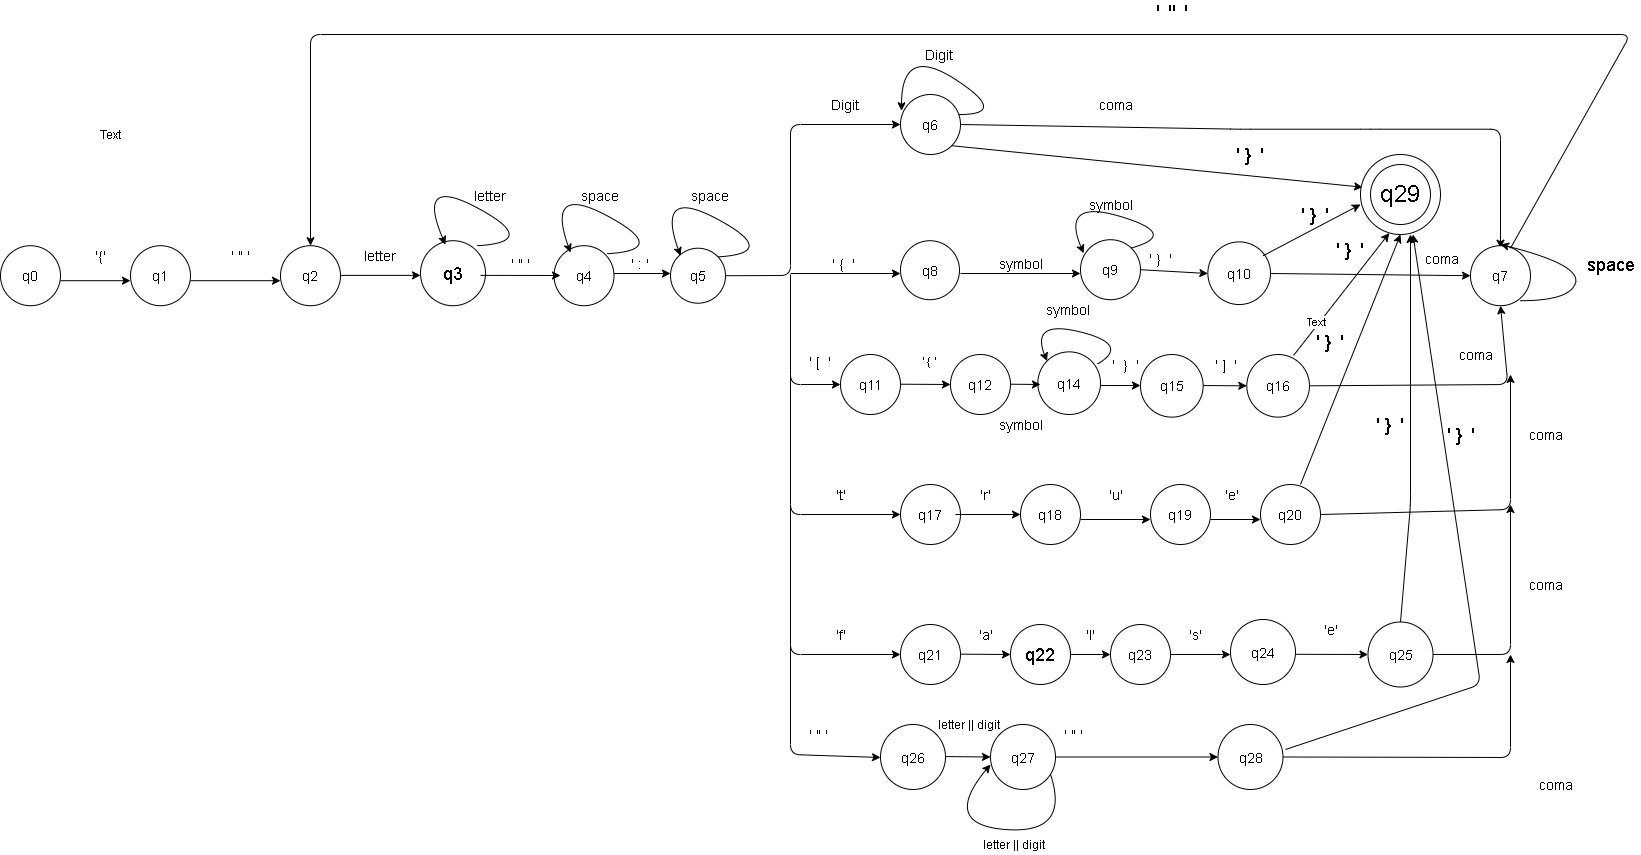 ' " '
Digit
Digit
coma
q6
Text
' } '
q29
letter
space
space
symbol
' } '
'{'
' " '
letter
' " '
' : '
' { '
symbol
' } '
' } '
coma
space
q0
q1
q2
q3
q4
q5
q8
q9
q10
q7
symbol
Text
' } '
coma
' [ '
'{'
' } '
' ] '
q11
q12
q14
q15
q16
symbol
' } '
' } '
coma
't'
'r'
'u'
'e'
q17
q18
q19
q20
coma
'f'
'a'
'l'
's'
'e'
q21
q22
q23
q24
q25
' " '
letter || digit
' " '
q26
q27
q28
coma
letter || digit